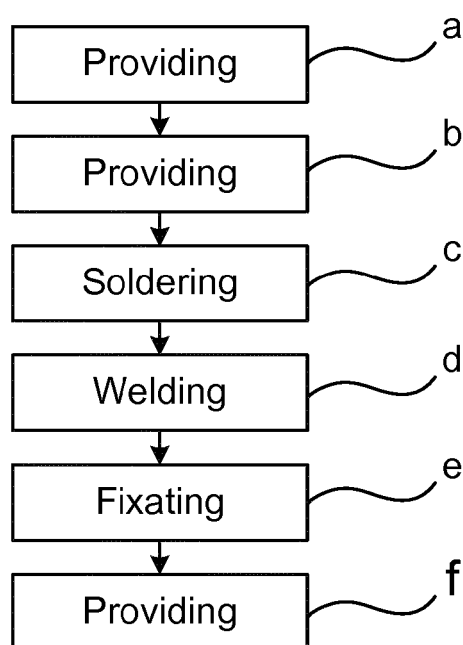 a
Providing
b
Providing
c
Soldering
d
Welding
e
Fixating
f
Providing